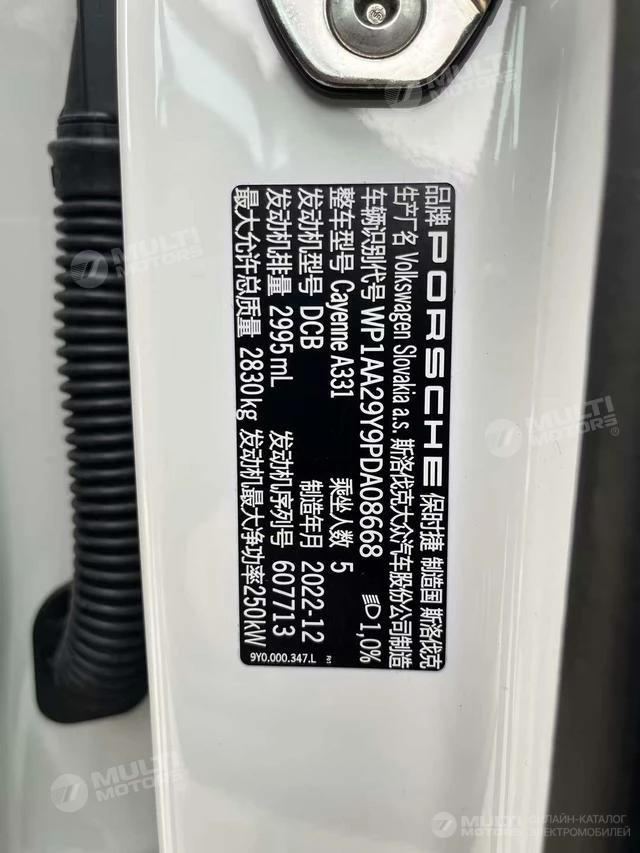 品牌 PORSCHE 保时捷 制造国 斯洛伐克
生产厂名 Volkswagen Slovakia a.s. 斯洛伐克大众汽车股份公司制造
车辆识别代号 WP1AA29Y9PDA08668 1,0%
整车型号 Cayenne A331 乘坐人数 5
发动机型号 DCB 制造年月 2022-12
发动机排量 2995 mL 发动机序列号 607713
最大允许总质量 2830 kg 发动机最大净功率 250kW
9Y0.000.347.L
MULTI MOTORS
MULTI MOTORS
MULTI MOTORS
MULTI MOTORS
MULTI MOTORS
MULTI MOTORS
ОНЛАЙН-КАТАЛОГ
ЭЛЕКТРОМОБИЛЕЙ